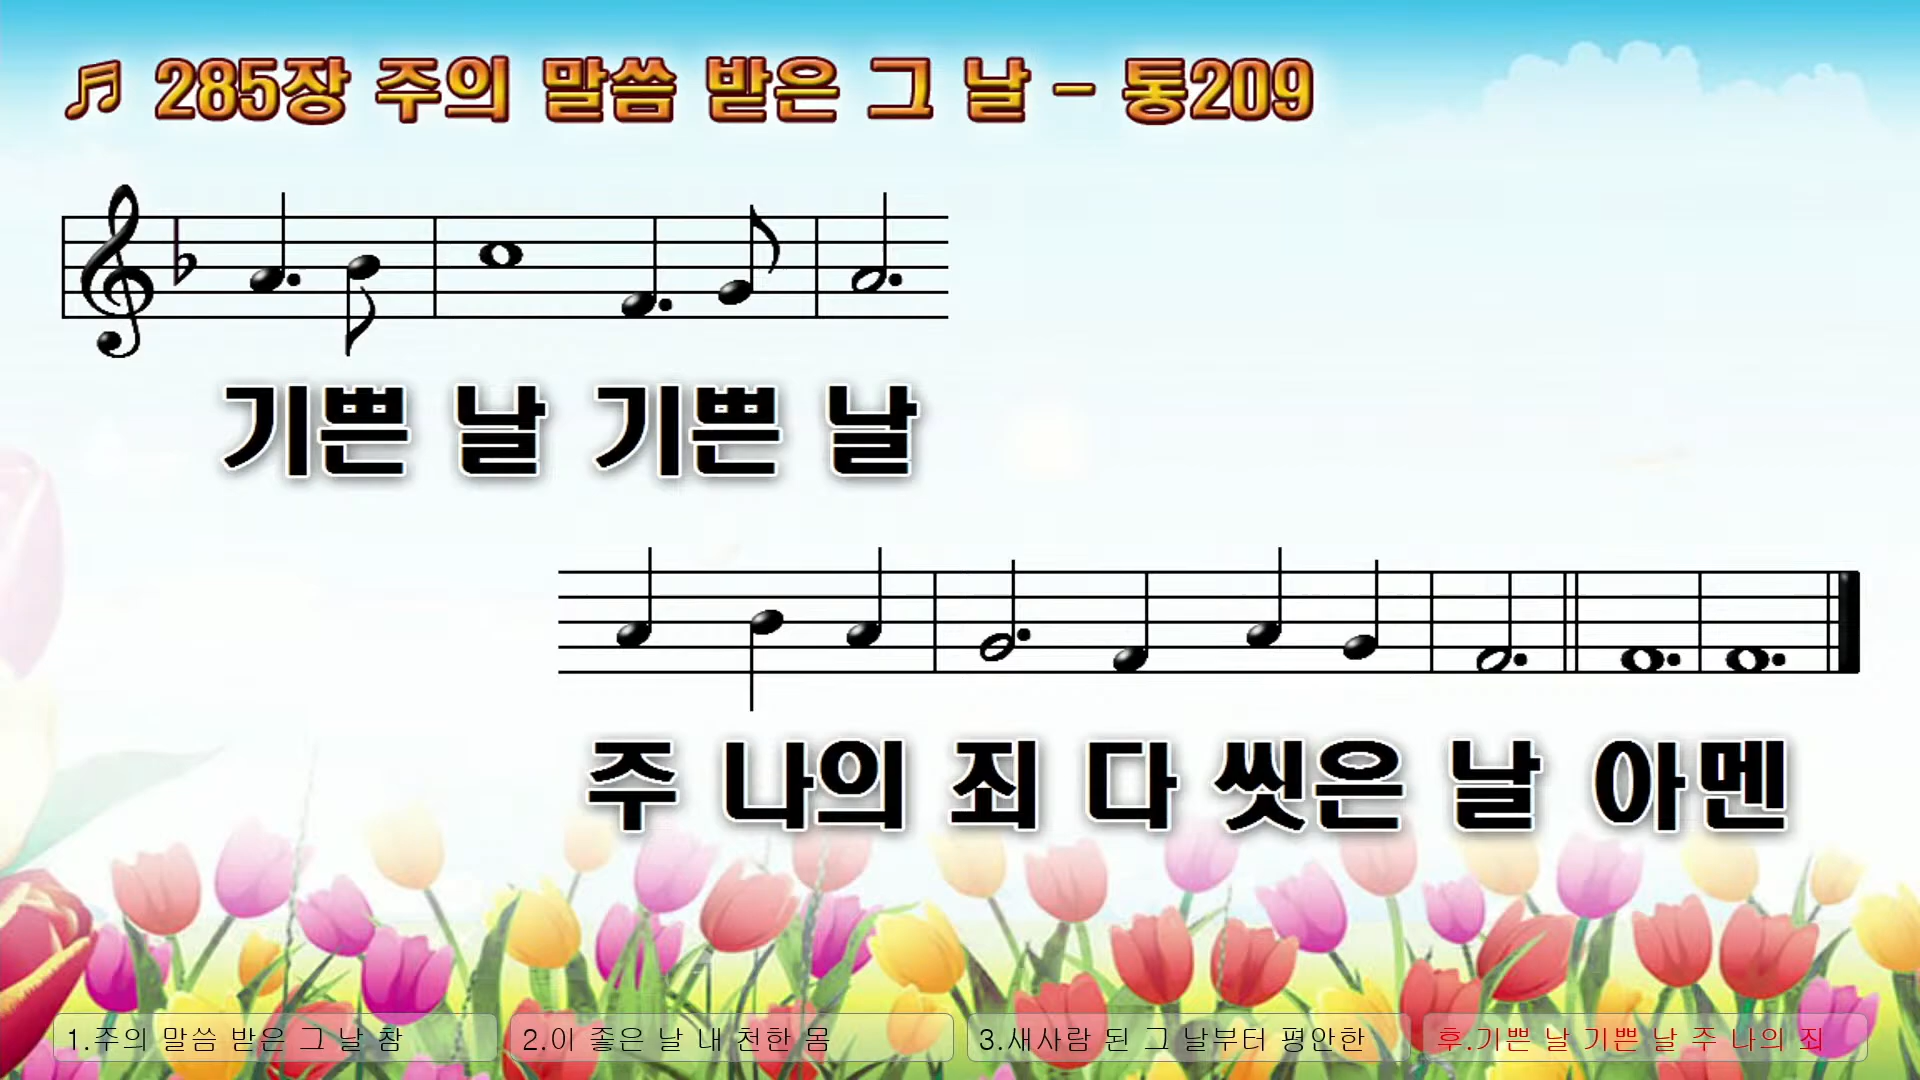 285장 주의 말씀 받은 그 날 - 통209
기쁜 날 기쁜 날
주 나의 죄 다 씻은 날 아멘
1.주의 말씀 받은 그 날 참
2.이 좋은 날 내 천한 몸
3.새사람 된 그 날부터 평안한
후.기쁜 날 기쁜 날 주 나의 죄